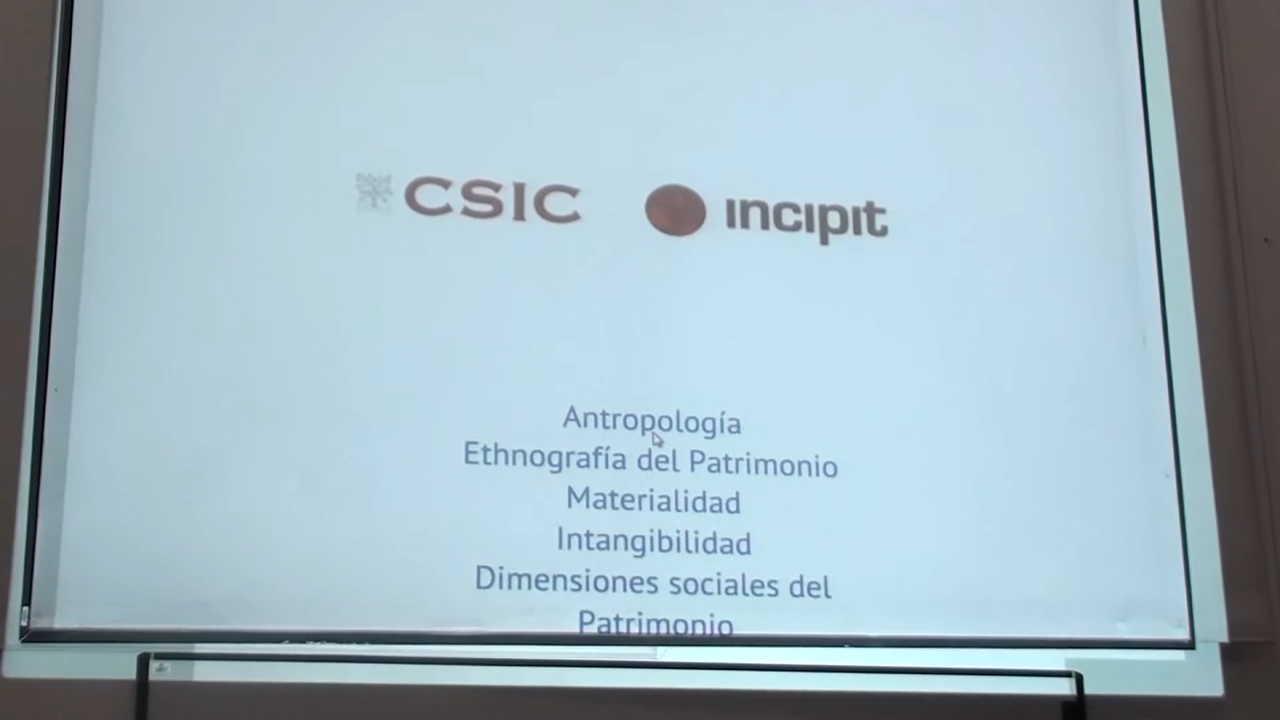 CSIC incipit
Antropología
Ethnografía del Patrimonio
Materialidad
Intangibilidad
Dimensiones sociales del
Patrimonio